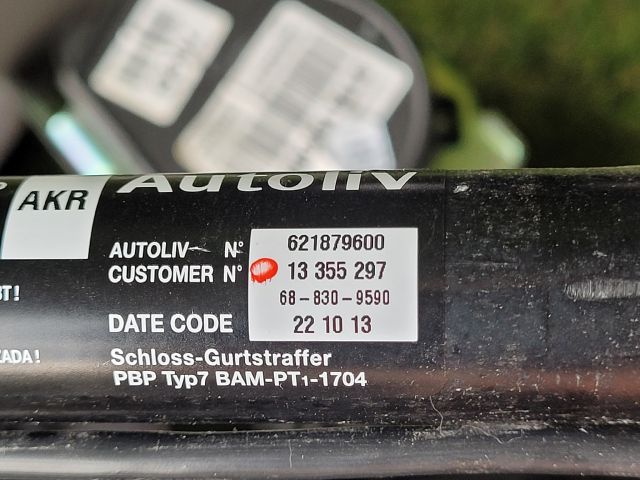 Autoliv
AKR
AUTOLIV N° 621879600
CUSTOMER N° 13 355 297
68-830-9590
DATE CODE 22 10 13
Schloss-Gurtstraffer
PBP Typ7 BAM-PT1-1704